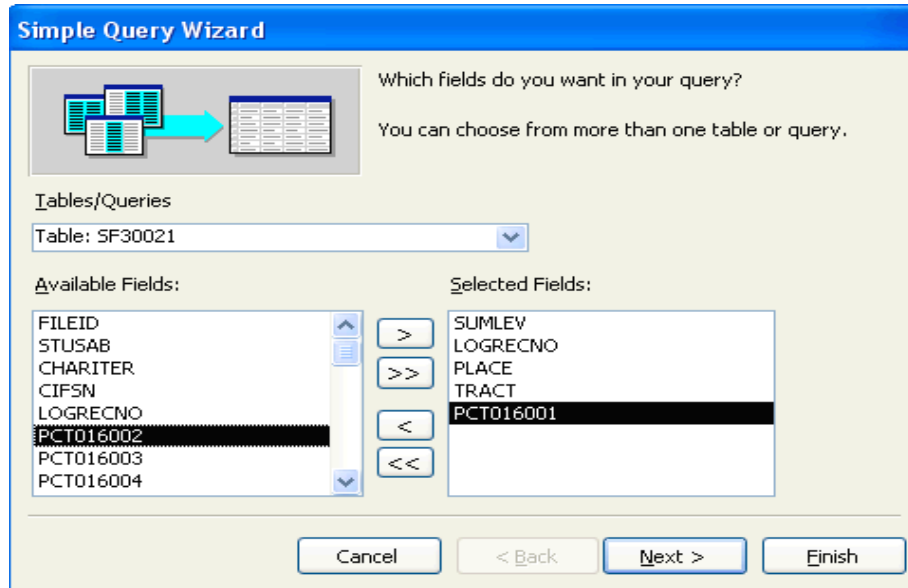 Simple Query Wizard
Which fields do you want in your query?
You can choose from more than one table or query.
Tables/Queries
Table: SF30021
Available Fields:
FILEID
STUSAB
CHARITER
CIFSN
LOGRECNO
PCT016002
PCT016003
PCT016004
>
>>
<
<<
Selected Fields:
SUMLEV
LOGRECNO
PLACE
TRACT
PCT016001
Cancel
< Back
Next >
Finish